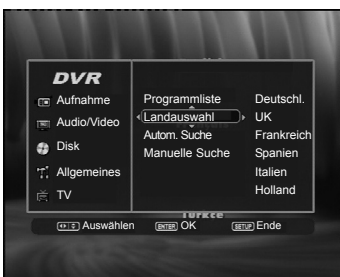 DVR
Aufnahme
Audio/Video
Disk
Allgemeines
TV
Programmliste
Landauswahl
Autom. Suche
Manuelle Suche
Deutschl.
UK
Frankreich
Spanien
Italien
Holland
Türkce
Auswählen
ENTER OK
SETUP Ende